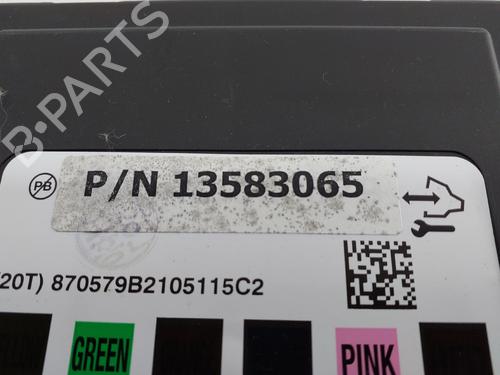 B-PARTS
PB
P/N 13583065
20T) 870579B2105115C2
GREEN
PINK